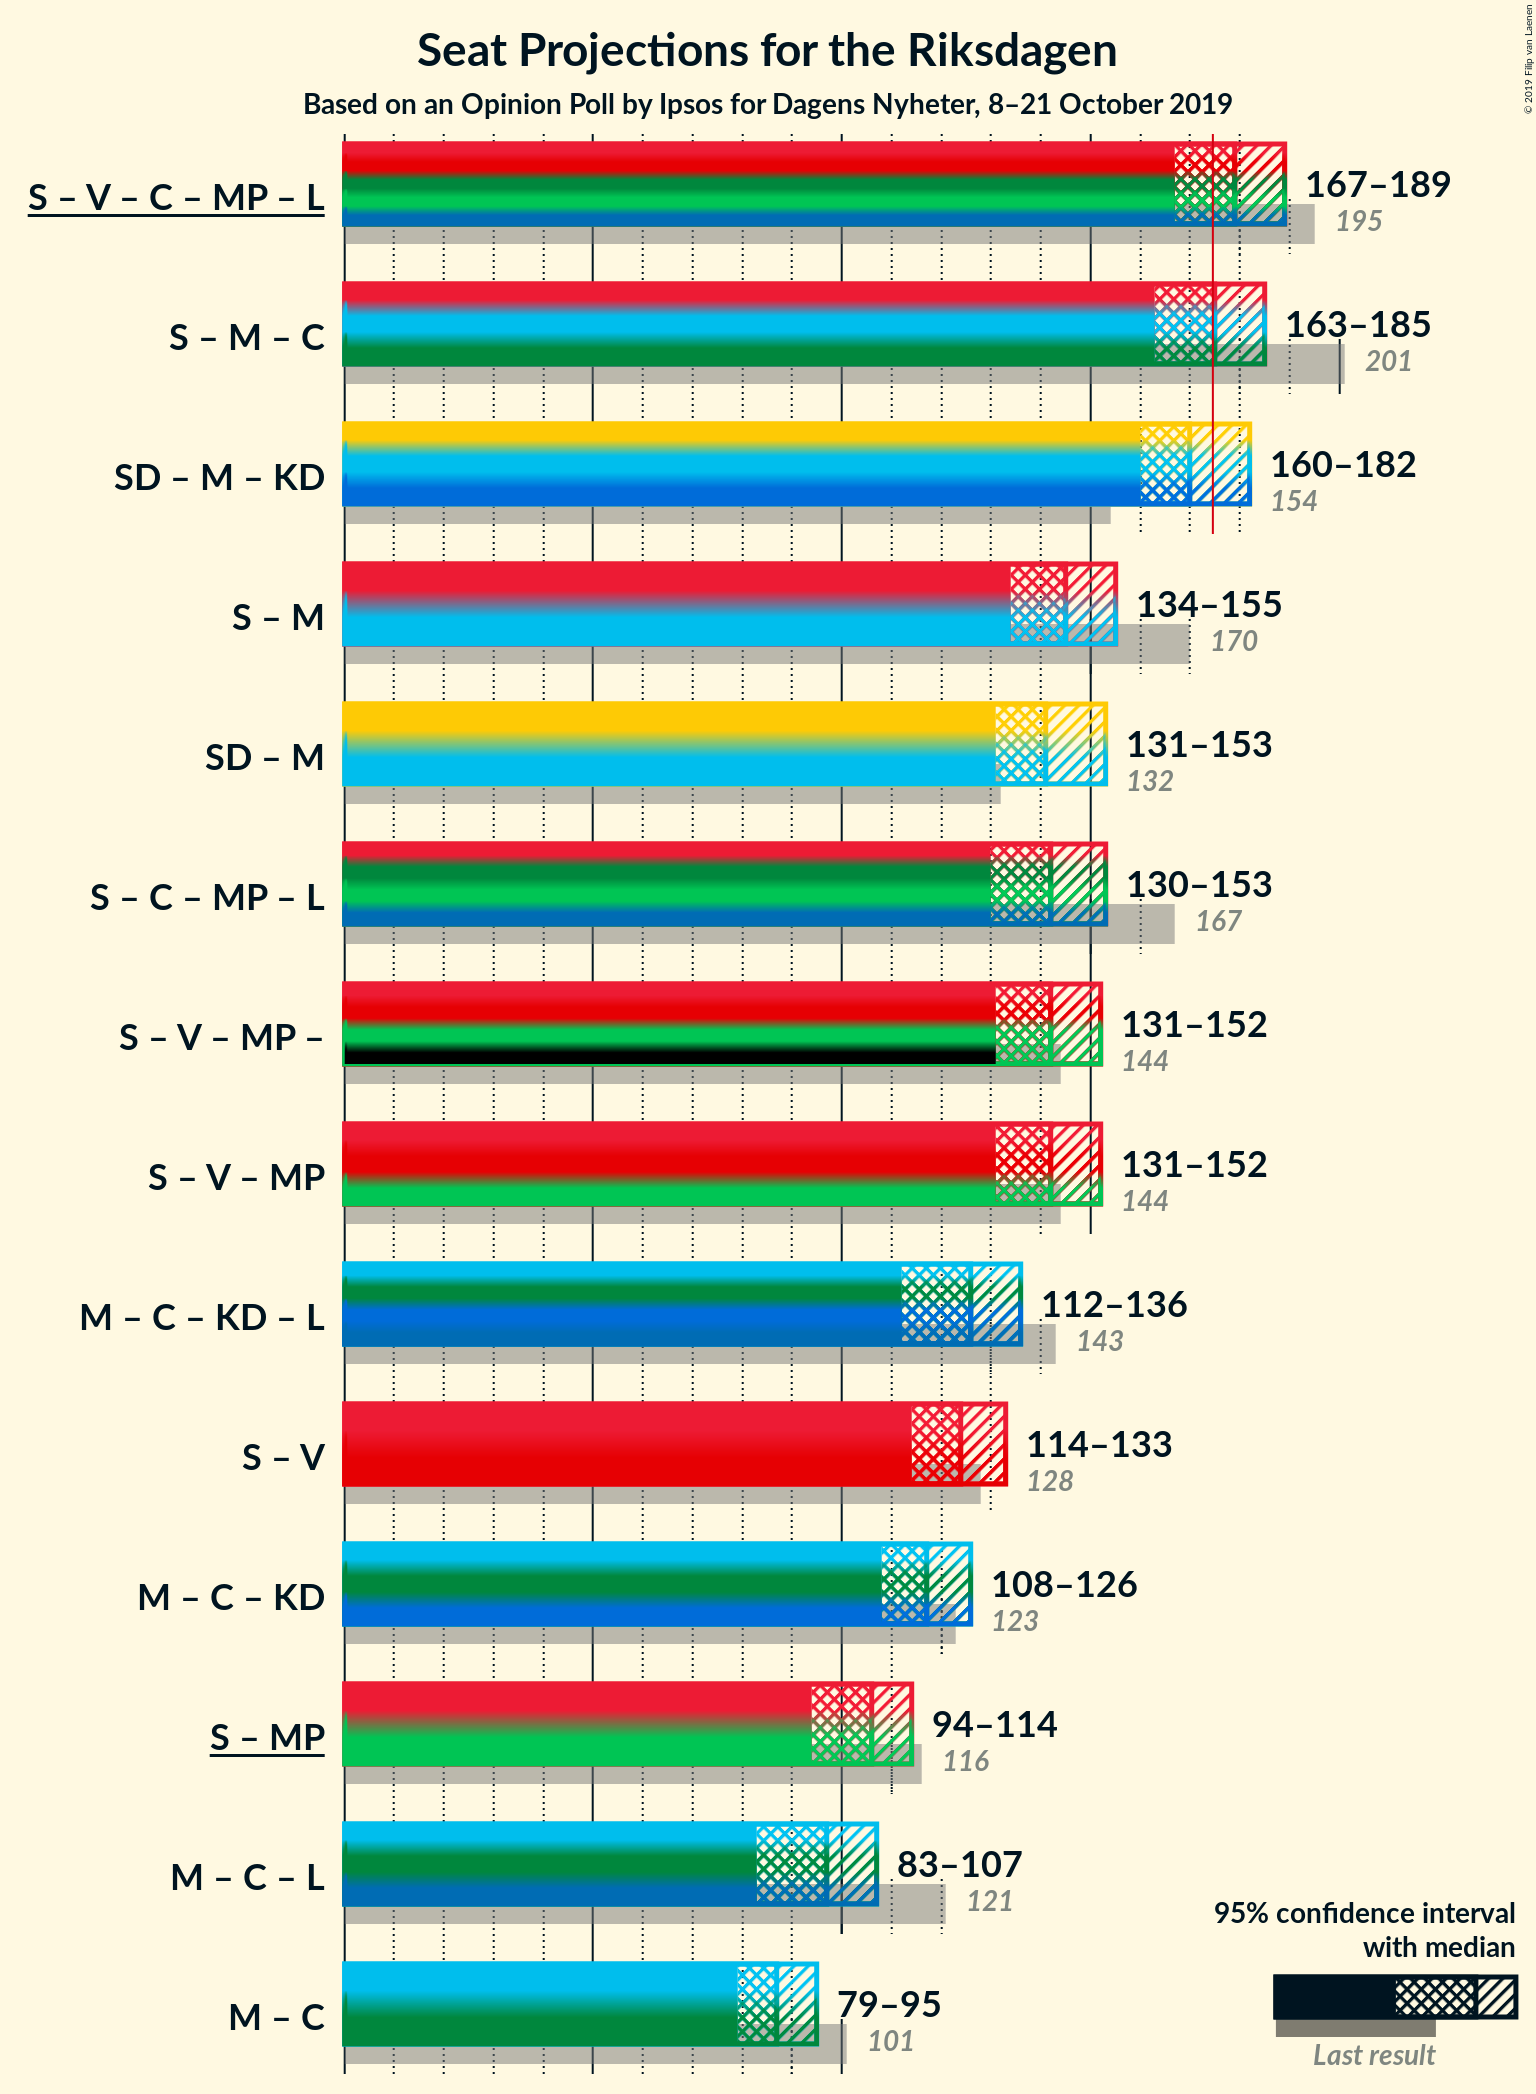 Seat Projections for the Riksdagen
Based on an Opinion Poll by Ipsos for Dagens Nyheter, 8–21 October 2019
© 2019 Filip van Laenen
S – V – C – MP – L
167–189
195
S – M – C
163–185
201
SD – M – KD
160–182
154
S – M
134–155
170
SD – M
131–153
132
S – C – MP – L
130–153
167
S – V – MP –
131–152
144
S – V – MP
131–152
144
M – C – KD – L
112–136
143
S – V
114–133
128
M – C – KD
108–126
123
S – MP
94–114
116
M – C – L
83–107
121
M – C
79–95
101
95% confidence interval
with median
Last result